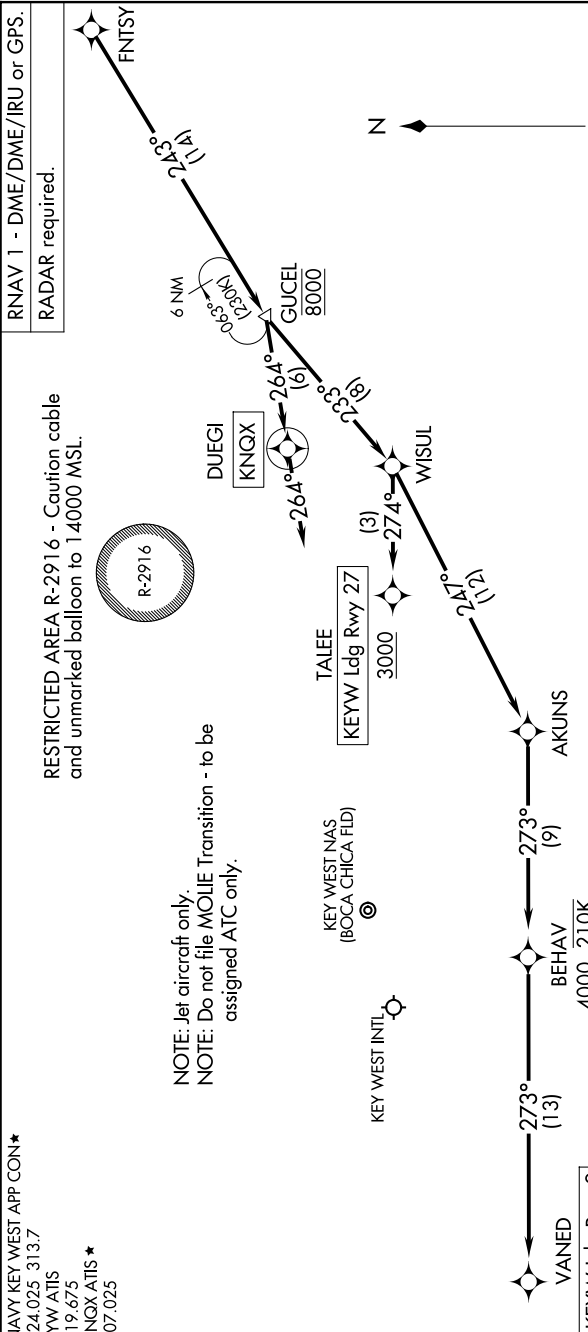 RNAV 1 - DME/DME/IRU or GPS.
RADAR required.
FNTSY
243°
(14)
N
6 NM
063°
(230K)
GUCEL
8000
264°
(6)
DUEGI
KNQX
264°
233°
(8)
WISUL
(3)
274°
TALEE
KEYW Ldg Rwy 27
3000
247°
(12)
AKUNS
273°
(9)
BEHAV
4000 210K
273°
(13)
VANED
RESTRICTED AREA R-2916 - Caution cable
and unmarked balloon to 14000 MSL.
R-2916
NOTE: Jet aircraft only.
NOTE: Do not file MOLIE Transition - to be
assigned ATC only.
KEY WEST NAS
(BOCA CHICA FLD)
KEY WEST INTL
AVY KEY WEST APP CON★
24.025 313.7
YW ATIS
19.675
NQX ATIS★
07.025